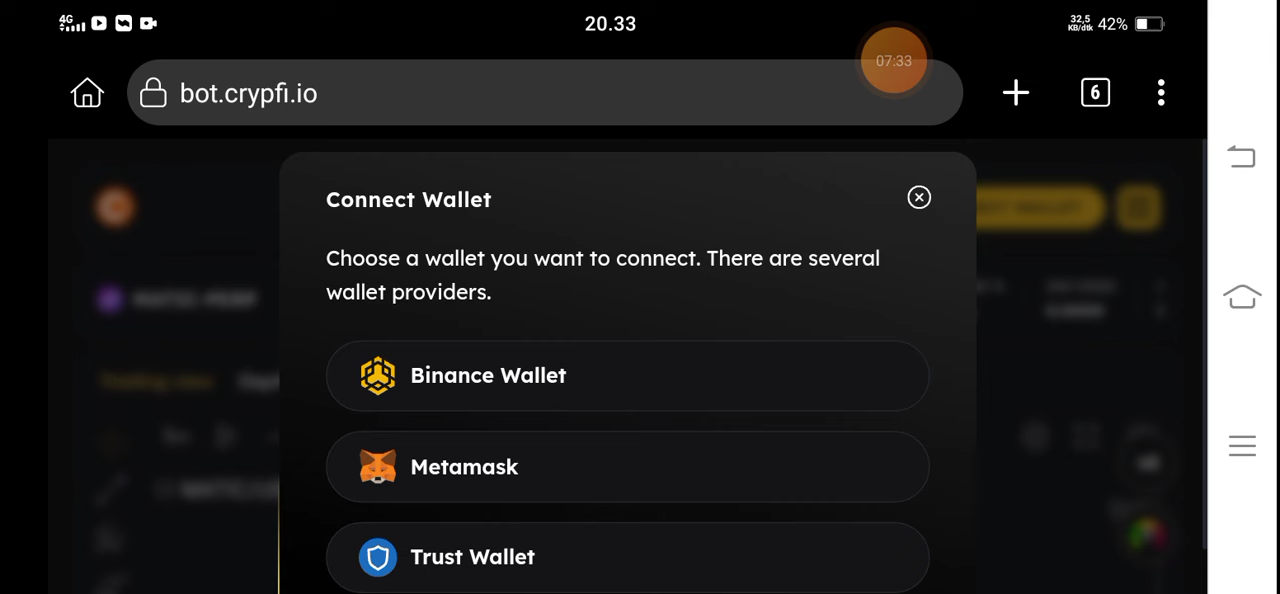 4G
20.33
32,5
KB/dtk
42%
07:33
bot.crypfi.io
6
Connect Wallet
Choose a wallet you want to connect. There are several
wallet providers.
Binance Wallet
Metamask
Trust Wallet